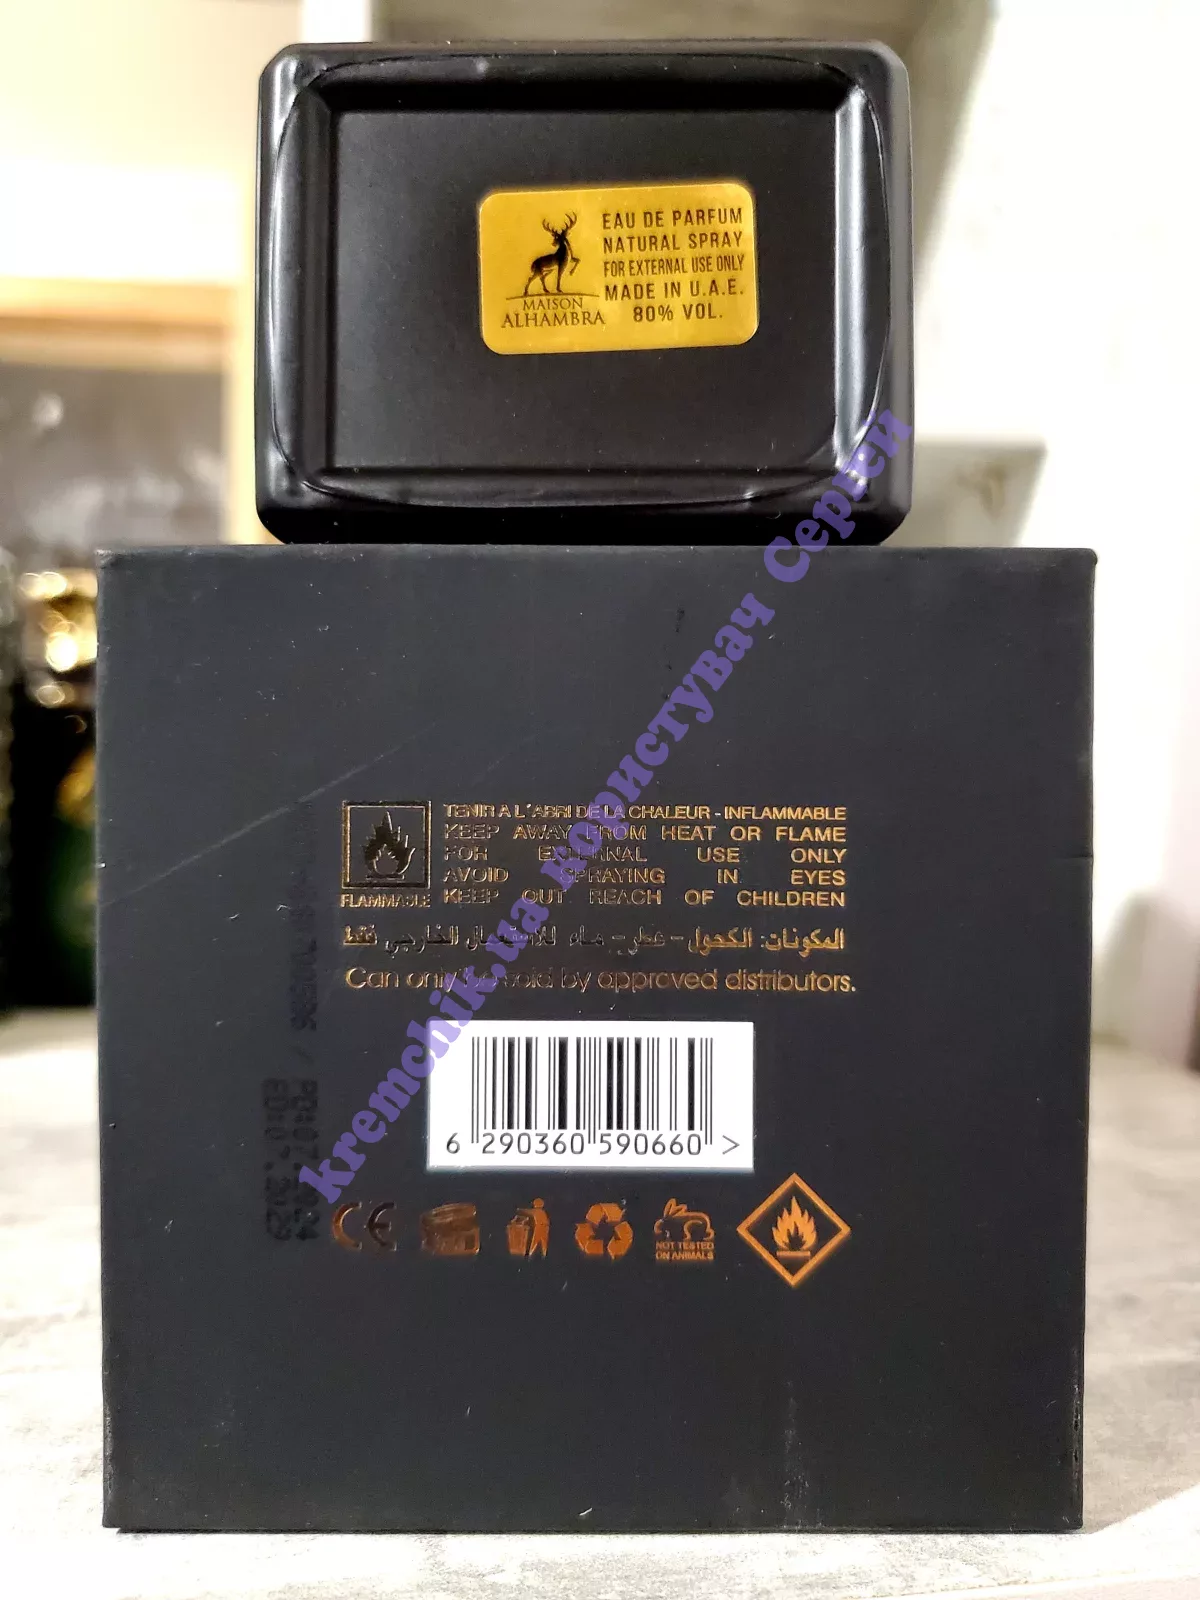 EAU DE PARFUM
NATURAL SPRAY
FOR EXTERNAL USE ONLY
MADE IN U.A.E.
80% VOL.
MAISON
ALHAMBRA
TENIR A L'ABRI DE LA CHALEUR - INFLAMMABLE
KEEP AWAY FROM HEAT OR FLAME
FOR EXTERNAL USE ONLY
AVOID SPRAYING IN EYES
KEEP OUT REACH OF CHILDREN
FLAMMABLE
المكونات: الكحول - عطر - ماء للاستعمال الخارجي فقط
Can only be sold by approved distributors.
6 290360 590660 >
CE
NOT TESTED
ON ANIMALS
kremchik.ua користувач Сергей